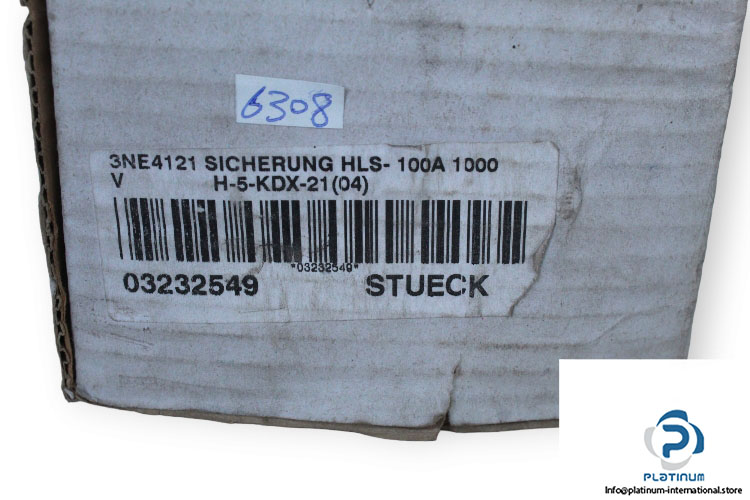 6308
3NE4121 SICHERUNG HLS- 100A 1000
V H-5-KDX-21(04)
*03232549*
03232549 STUECK
PLATINUM
Info@platinum-international.store